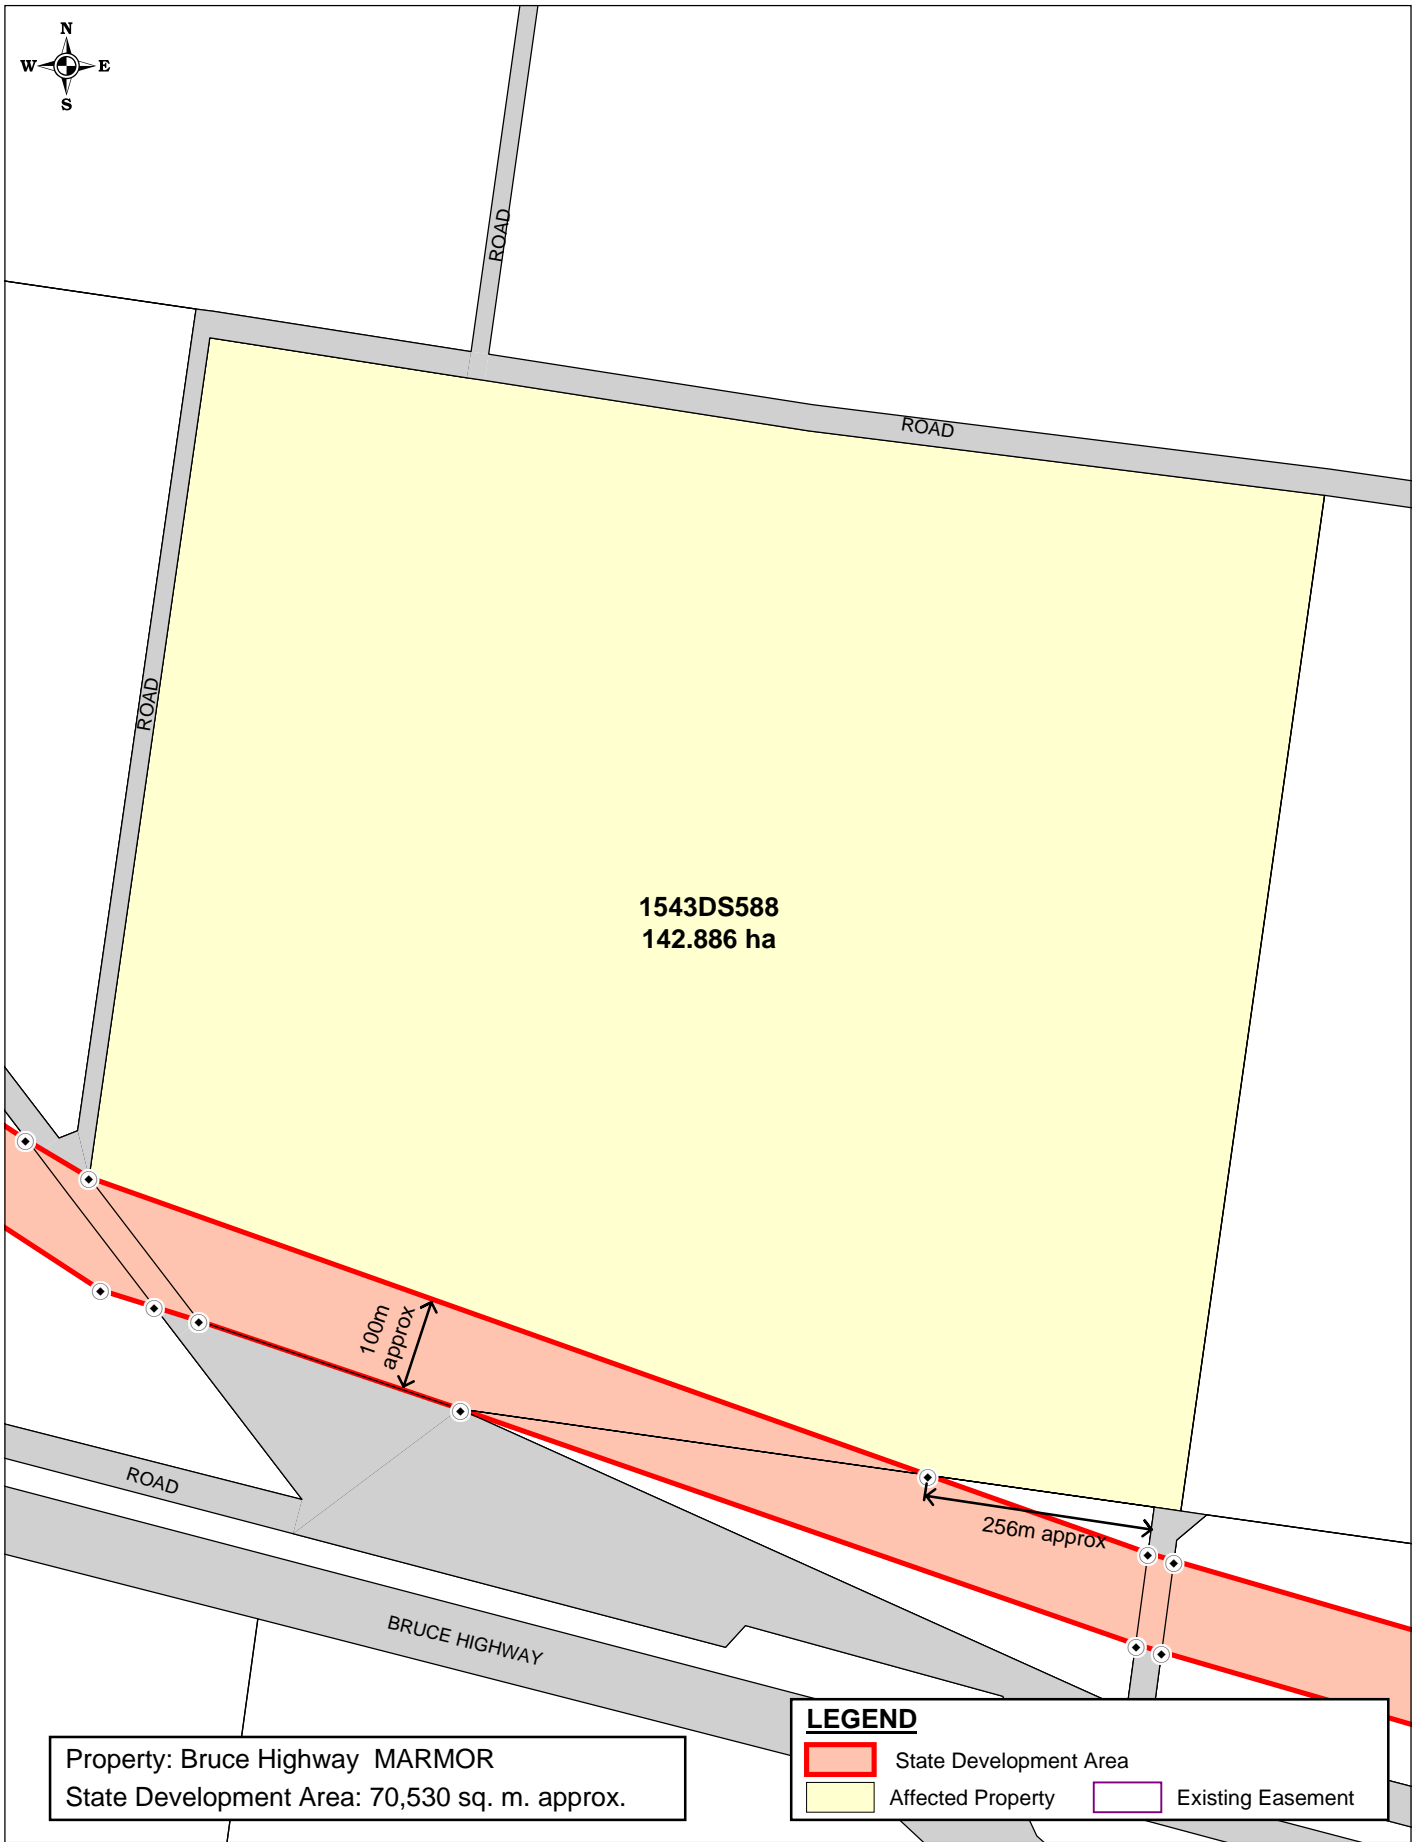 N
W E
S
ROAD
ROAD
ROAD
1543DS588
142.886 ha
100m
approx
256m approx
ROAD
BRUCE HIGHWAY
Property: Bruce Highway MARMOR
State Development Area: 70,530 sq. m. approx.
LEGEND
State Development Area
Affected Property
Existing Easement